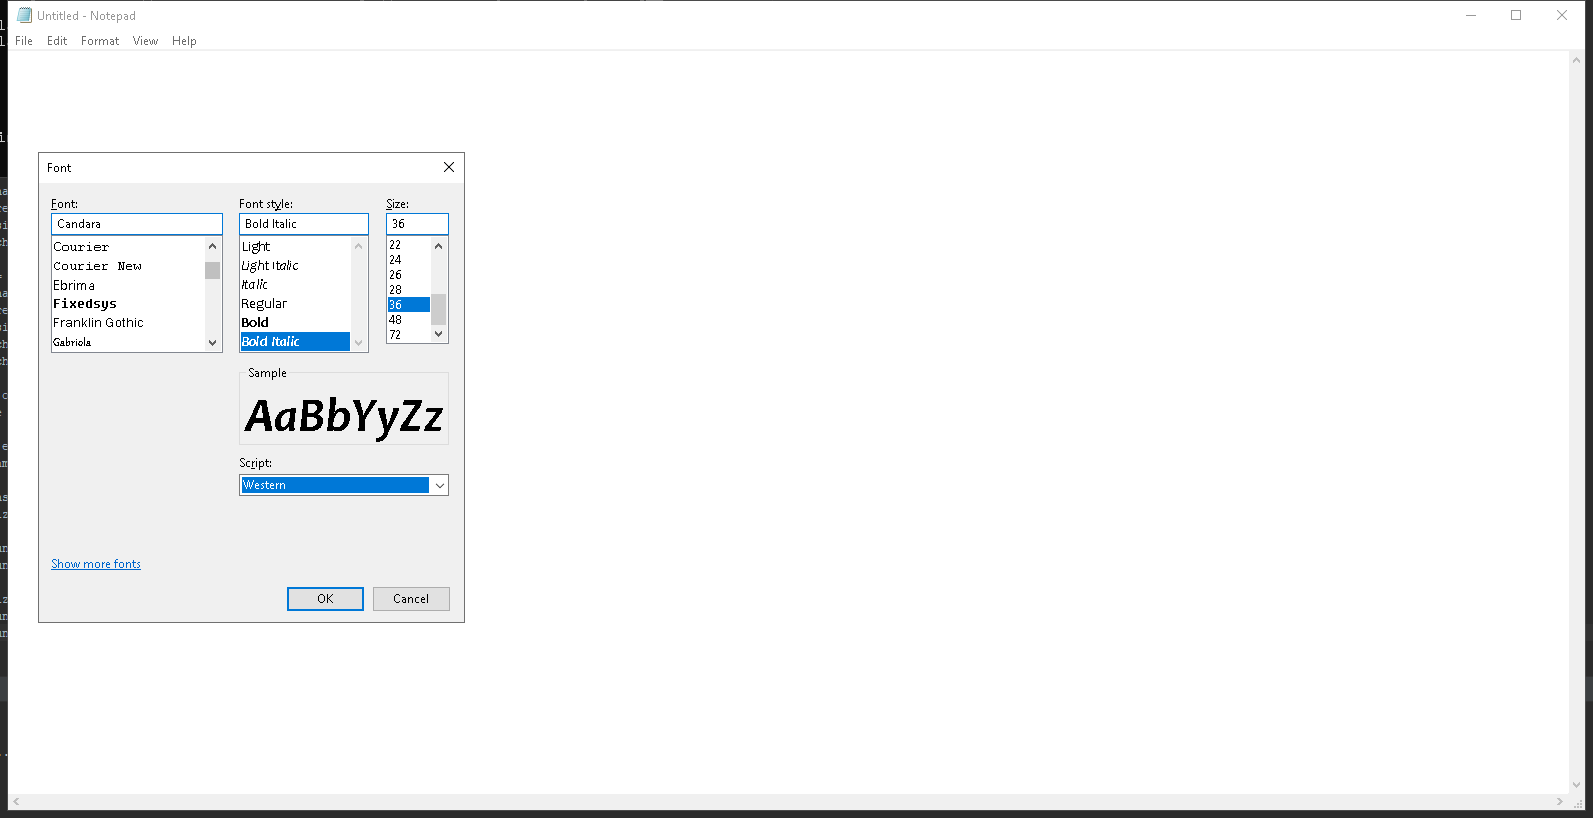 Untitled - Notepad
File Edit Format View Help
Font
Font: Font style: Size:
Candara Bold Italic 36
Courier Light 22
Courier New Light Italic 24
Ebrima Italic 26
Fixedsys Regular 28
Franklin Gothic Bold 36
Gabriola Bold Italic 48
72
Sample
AaBbYyZz
Script:
Western
Show more fonts
OK Cancel